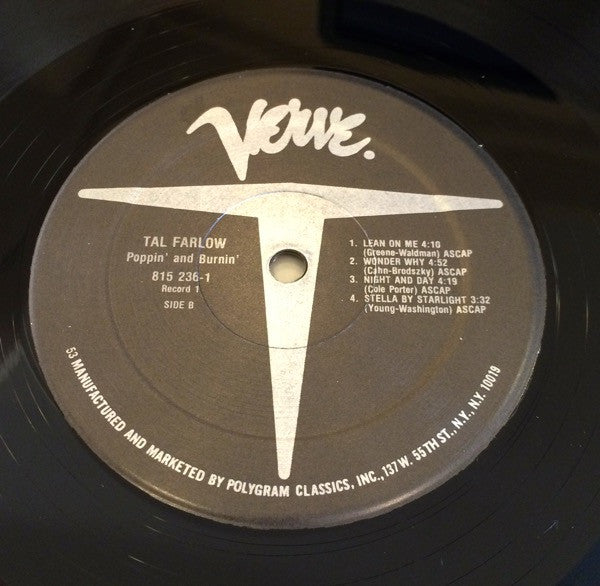 Verve.
TAL FARLOW
Poppin' and Burnin'
815 236-1
Record 1
SIDE B
1. LEAN ON ME 4:10
(Greene-Waldman) ASCAP
2. WONDER WHY 4:52
(Cahn-Brodszky) ASCAP
3. NIGHT AND DAY 4:19
(Cole Porter) ASCAP
4. STELLA BY STARLIGHT 3:32
(Young-Washington) ASCAP
53 MANUFACTURED AND MARKETED BY POLYGRAM CLASSICS, INC., 137 W. 55TH ST., N.Y., N.Y. 10019